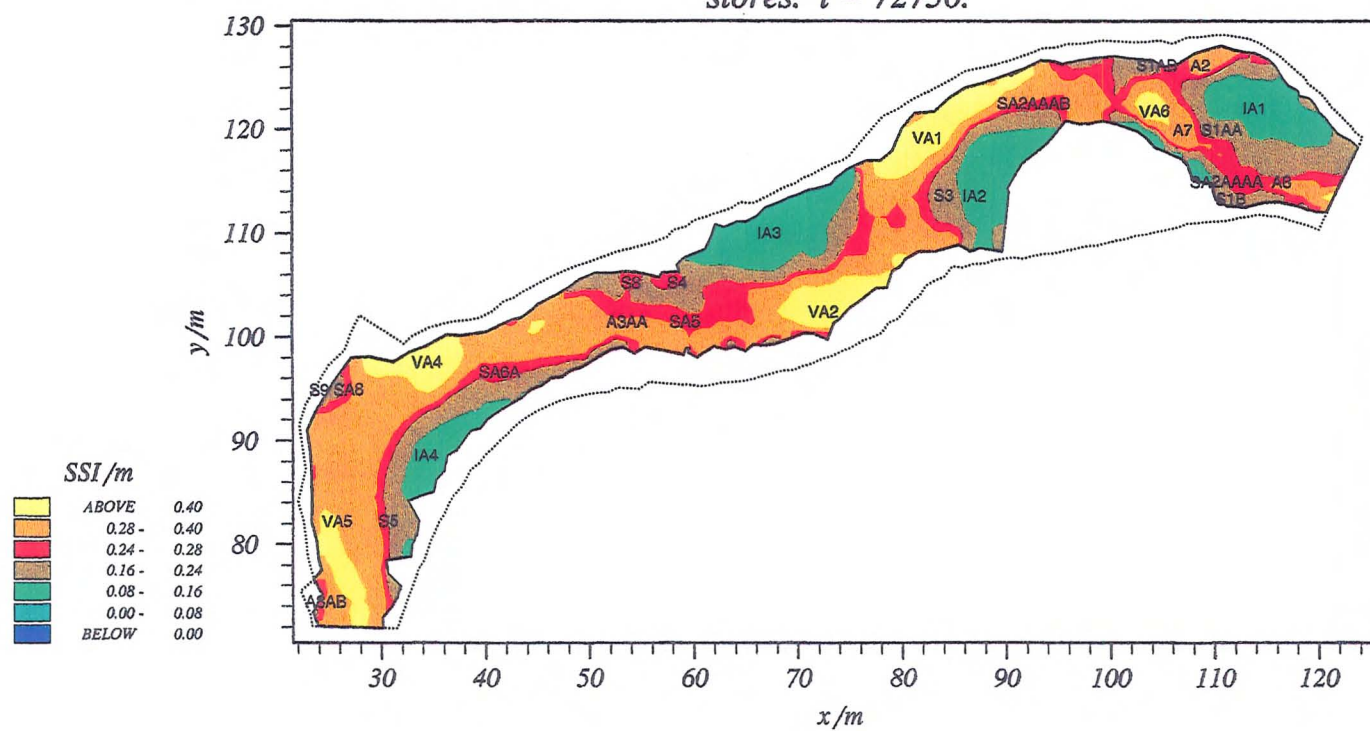 130
120
110
100
90
80
y/m
30 40 50 60 70 80 90 100 110 120
x/m
SSI/m
ABOVE 0.40
0.28 - 0.40
0.24 - 0.28
0.16 - 0.24
0.08 - 0.16
0.00 - 0.08
BELOW 0.00
S1AB A2
VA6 IA1
A7 S1AA
SA2AAAB
VA1
SA2AAAA A6
S1B
S3 IA2
IA3
S8 S4
A3AA SA5
VA2
VA4
S9 SA8
SA6A
IA4
VA5 S5
A3AB